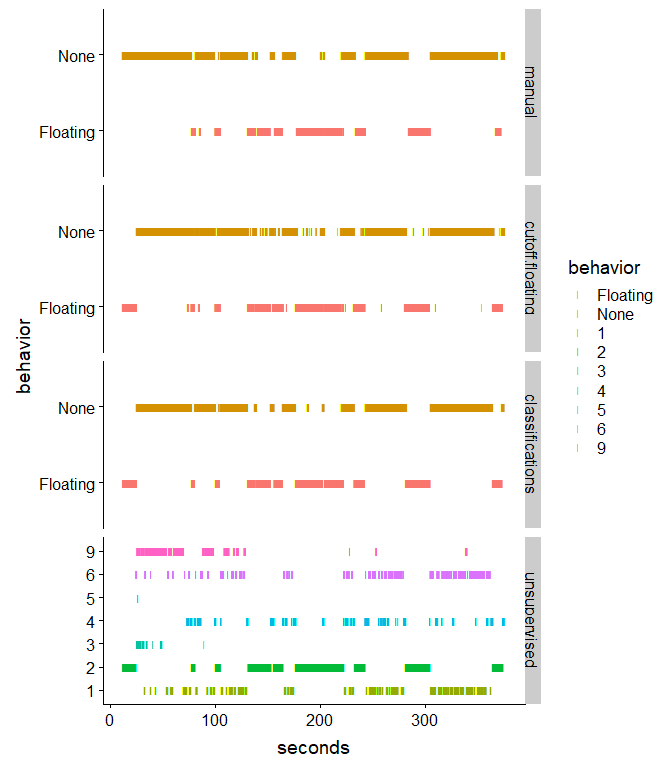 None
Floating
manual
None
Floating
cutoff.floating
None
Floating
classifications
9
6
5
4
3
2
1
unsupervised
0 100 200 300
seconds
behavior
behavior
Floating
None
1
2
3
4
5
6
9